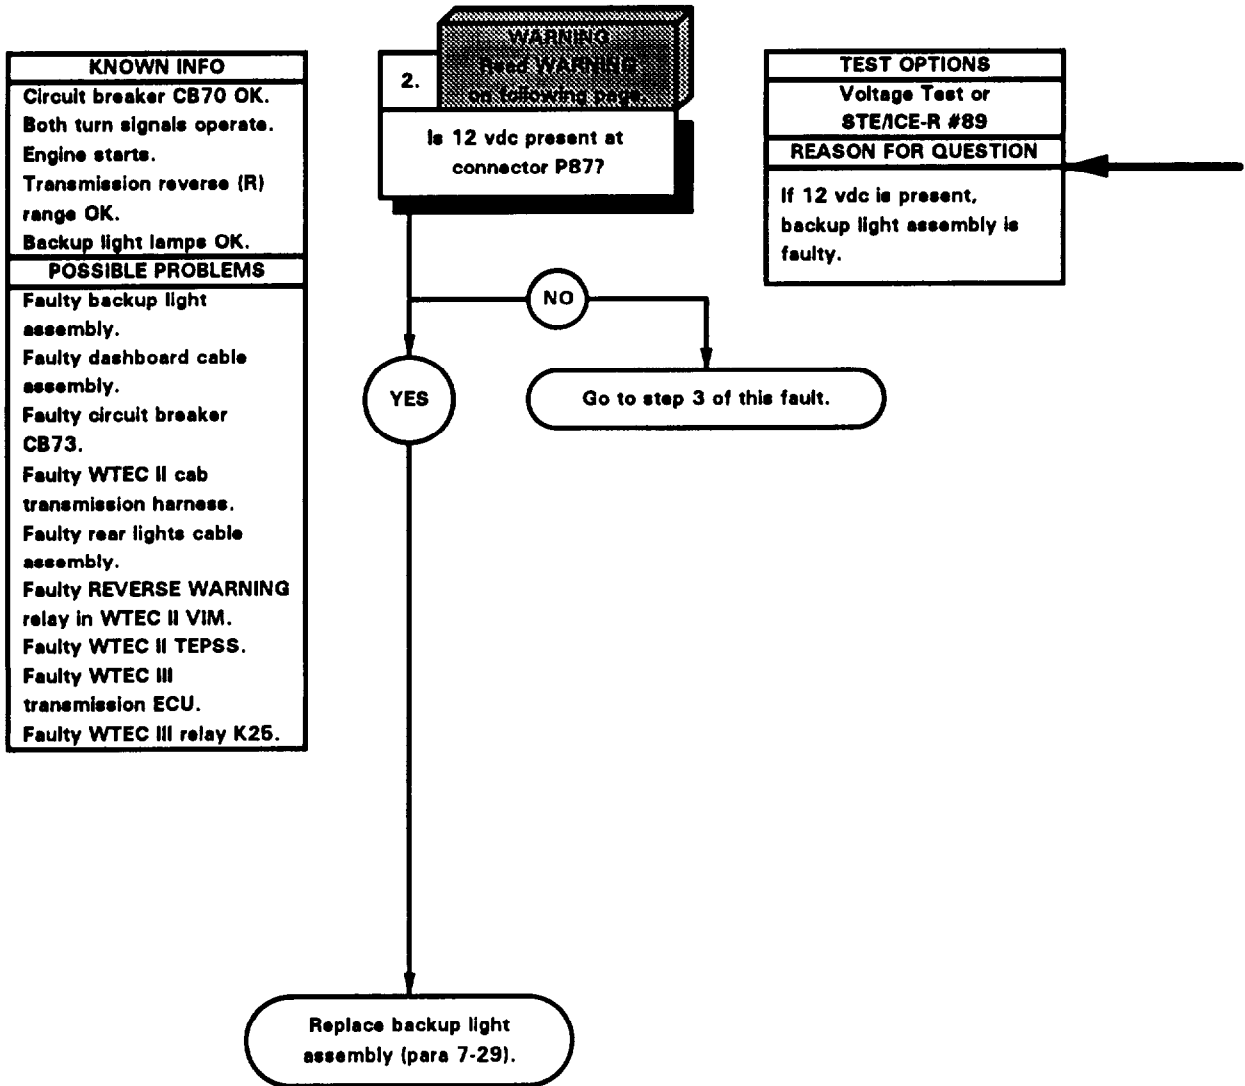 KNOWN INFO
Circuit breaker CB70 OK.
Both turn signals operate.
Engine starts.
Transmission reverse (R)
range OK.
Backup light lamps OK.
POSSIBLE PROBLEMS
Faulty backup light
assembly.
Faulty dashboard cable
assembly.
Faulty circuit breaker
CB73.
Faulty WTEC II cab
transmission harness.
Faulty rear lights cable
assembly.
Faulty REVERSE WARNING
relay in WTEC II VIM.
Faulty WTEC II TEPSS.
Faulty WTEC III
transmission ECU.
Faulty WTEC III relay K25.
WARNING
Read WARNING
on following page.
2.
Is 12 vdc present at
connector P87?
NO
YES
Go to step 3 of this fault.
Replace backup light
assembly (para 7-29).
TEST OPTIONS
Voltage Test or
STE/ICE-R #89
REASON FOR QUESTION
If 12 vdc is present,
backup light assembly is
faulty.